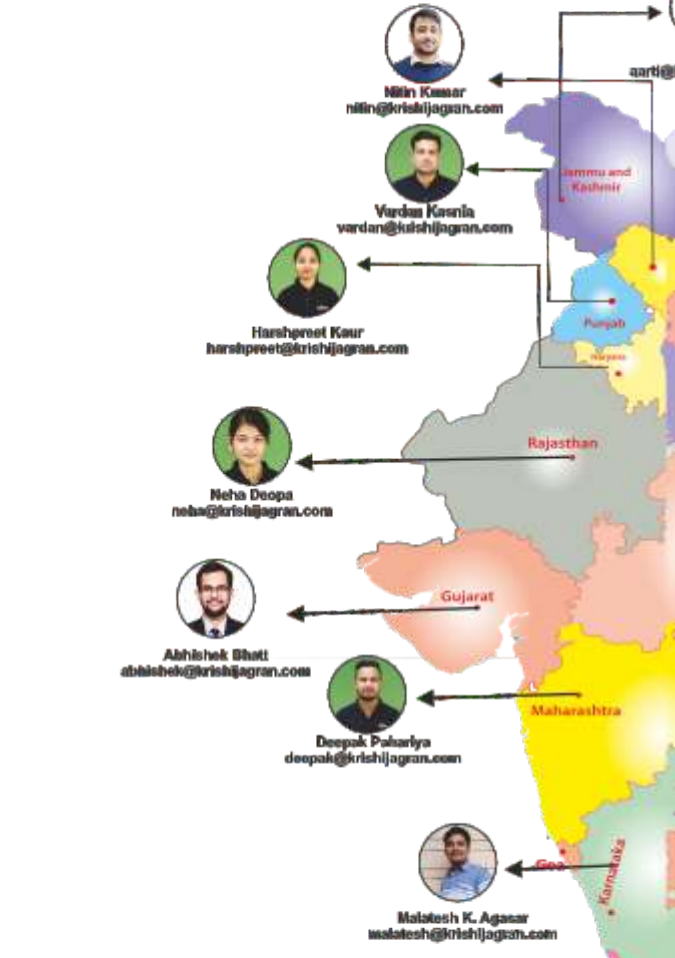 aarti@
Nitin Kumar
nitin@krishijagran.com
Jammu and
Kashmir
Vardan Kasnia
vardan@krishijagran.com
Punjab
Harshpreet Kaur
harshpreet@krishijagran.com
Haryana
Rajasthan
Neha Deopa
neha@krishijagran.com
Gujarat
Abhishek Bhatt
abhishek@krishijagran.com
Maharashtra
Deepak Pahariya
deepak@krishijagran.com
Goa
Karnataka
Malatesh K. Agasar
malatesh@krishijagran.com